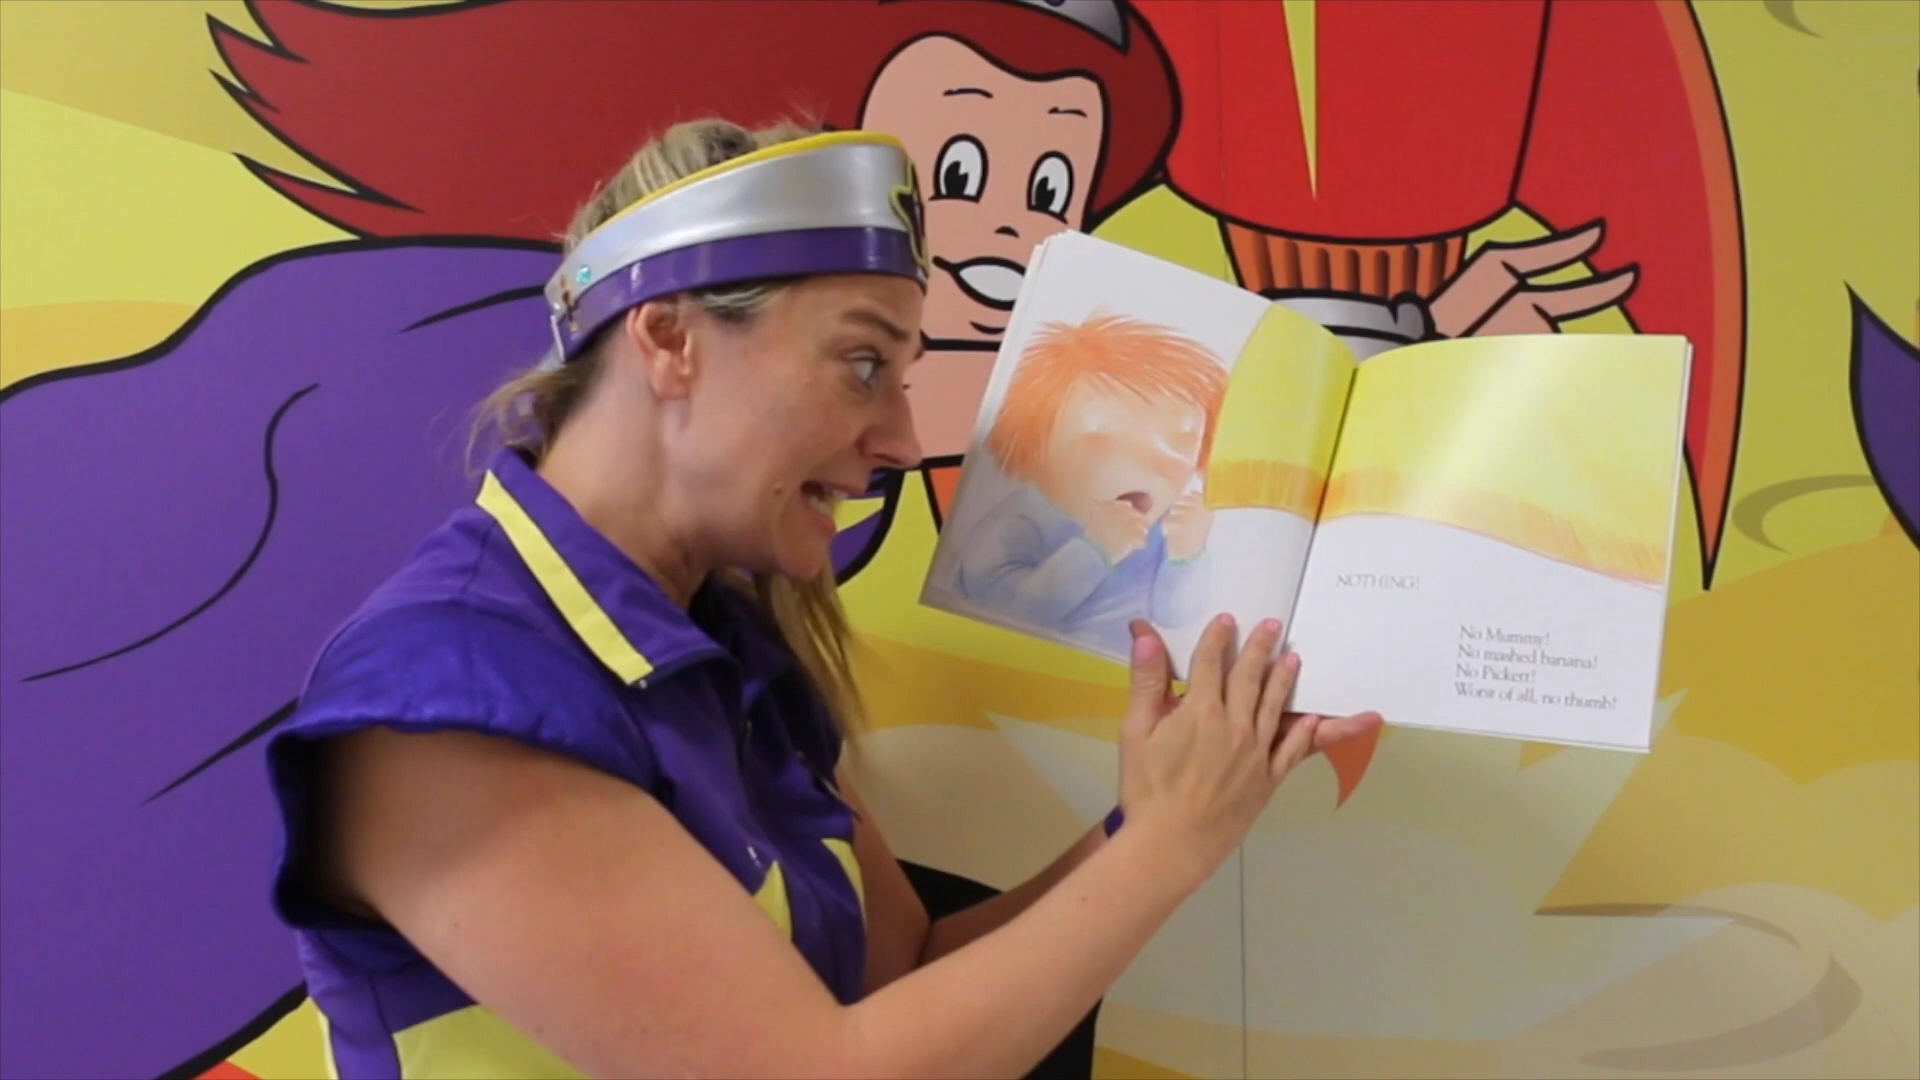 NOTHING!
No Mummy!
No mashed banana!
No Pickett!
Worst of all, no thumb!